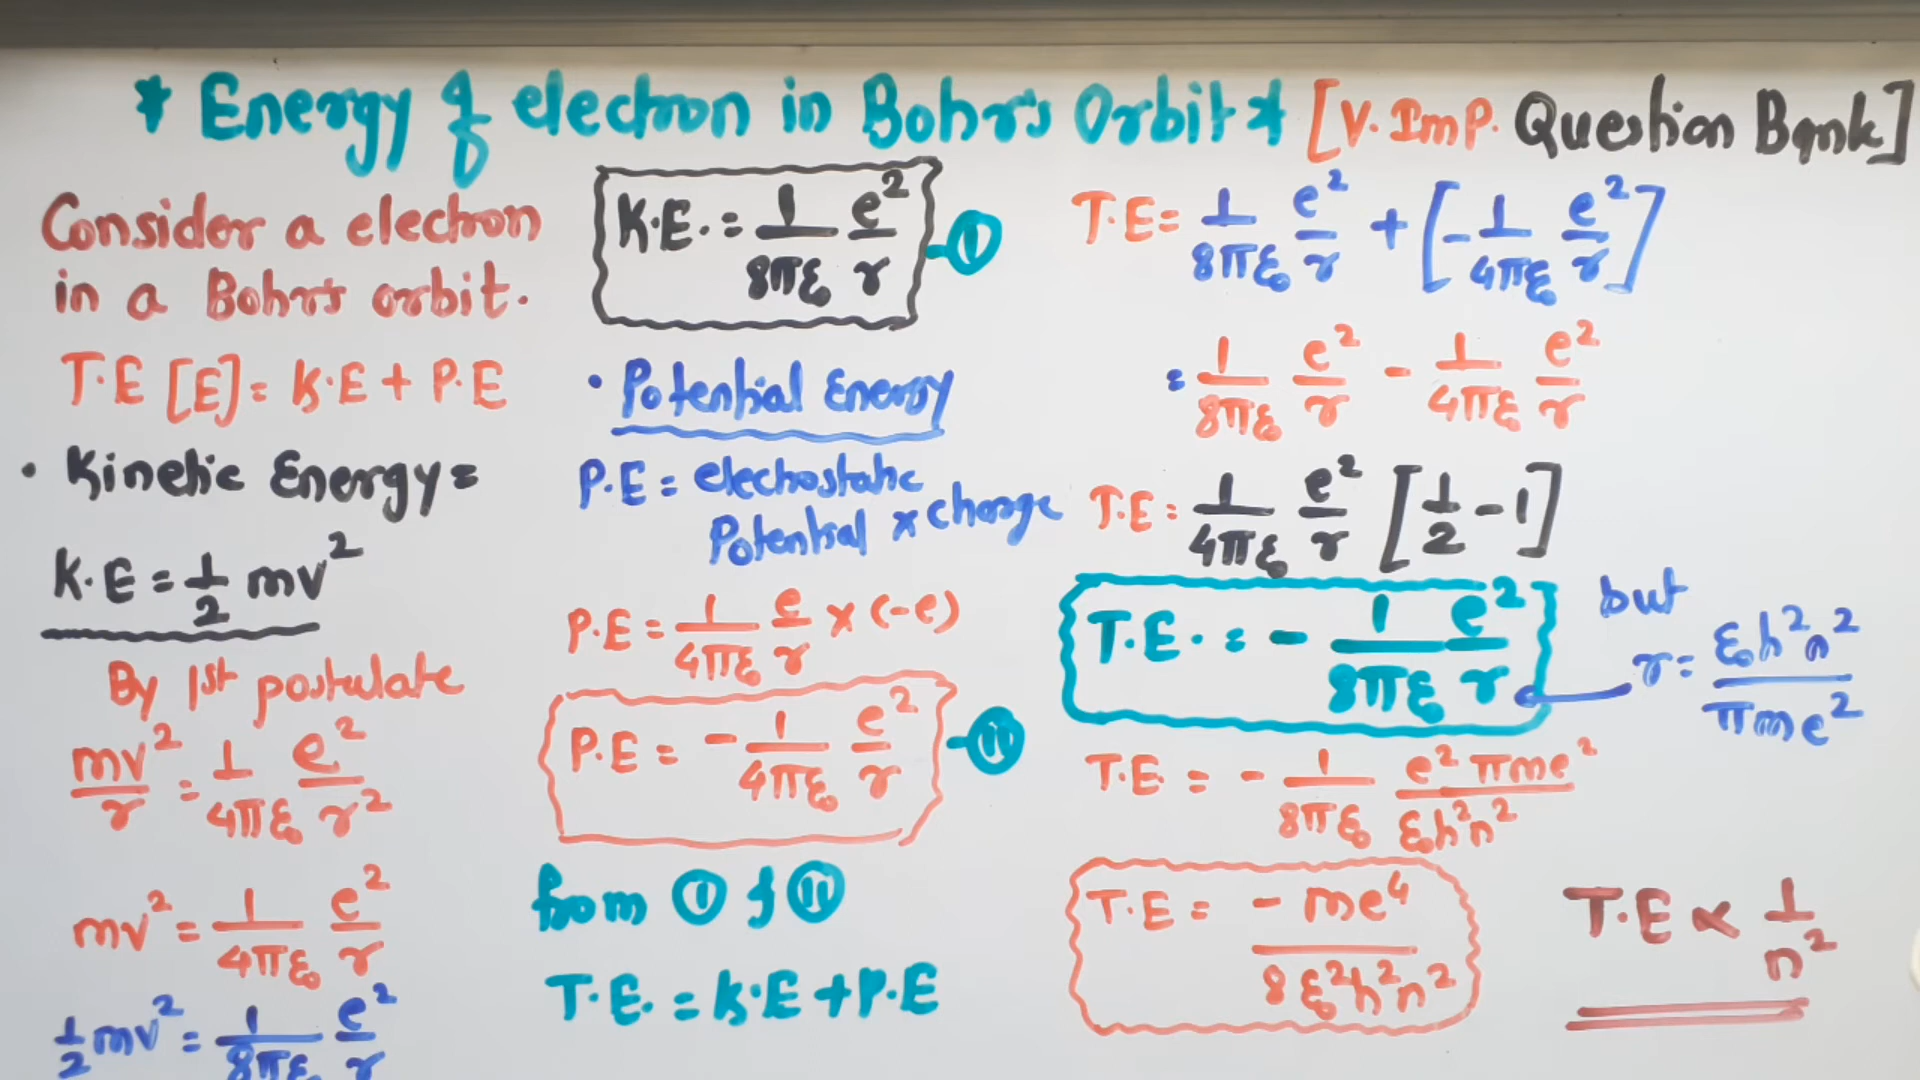 * Energy of electron in Bohr's Orbit * [V. Imp. Question Bank]
Consider a electron
in a Bohr's orbit.
T.E [E] = K.E + P.E
• Kinetic Energy =
K.E = 1/2 mv²
By 1st postulate
mv²/r = 1/4πε₀ e²/r²
mv² = 1/4πε₀ e²/r
1/2 mv² = 1/8πε₀ e²/r
K.E. = 1/8πε₀ e²/r - I
• Potential Energy
P.E = electrostatic
Potential × charge
P.E = 1/4πε₀ e/r × (-e)
P.E = - 1/4πε₀ e²/r - II
from I & II
T.E. = K.E + P.E
T.E = 1/8πε₀ e²/r + [- 1/4πε₀ e²/r]
= 1/8πε₀ e²/r - 1/4πε₀ e²/r
T.E = 1/4πε₀ e²/r [1/2 - 1]
T.E. = - 1/8πε₀ e²/r
but
r = ε₀h²n²/πme²
T.E. = - 1/8πε₀ e²πme²/ε₀h²n²
T.E = -me⁴/8ε₀²h²n²
T.E ∝ 1/n²